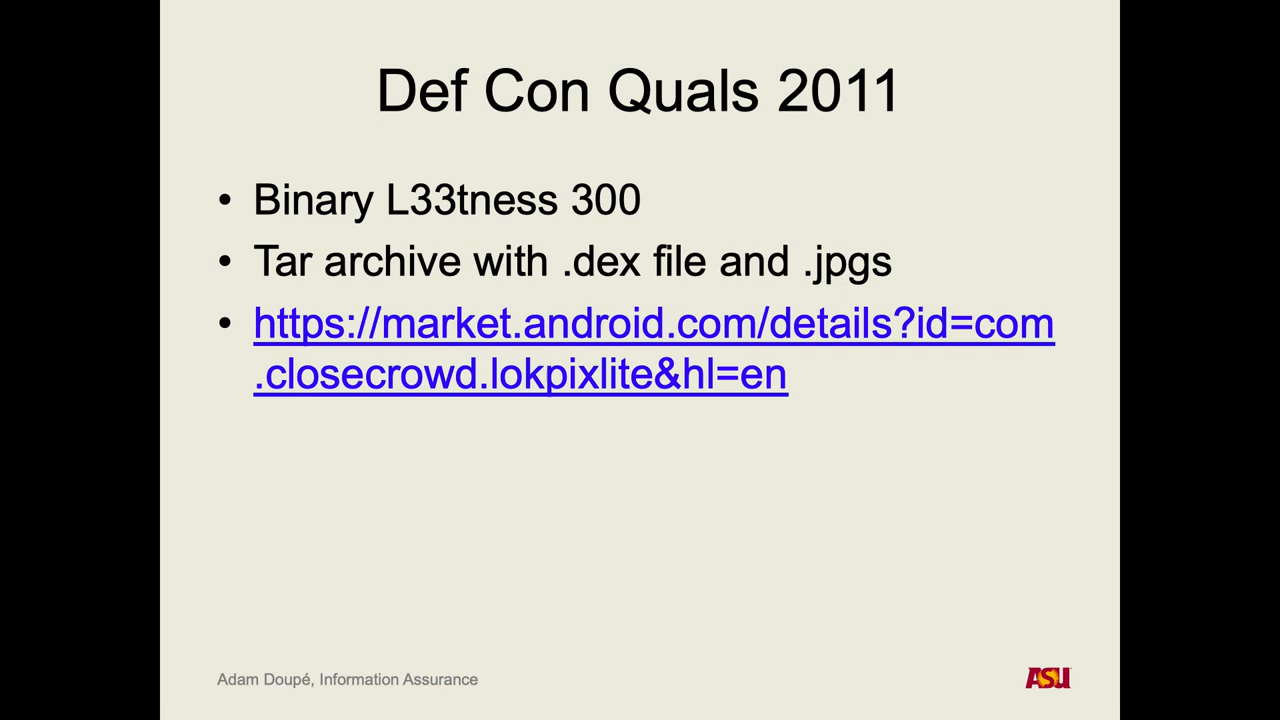 Def Con Quals 2011
• Binary L33tness 300
• Tar archive with .dex file and .jpgs
• https://market.android.com/details?id=com
.closecrowd.lokpixlite&hl=en
Adam Doupé, Information Assurance
ASU